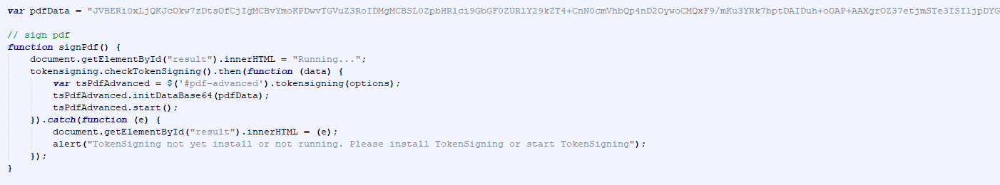 var pdfData = "JVBERi0xLjQKJcOkw7zDtsOfCjIgMCBvYmoKPDwvTGVuZ3RoIDMgMCBSL0ZpbHRlci9GbGF0ZURlY29kZT4+CnN0cmVhbQp4nD2OywoCMQxF9/mKu3YRk7bptDAIDuh+oOAP+AAXgrOZ37etjmSTe3ISIljpDYG
// sign pdf
function signPdf() {
document.getElementById("result").innerHTML = "Running...";
tokensigning.checkTokenSigning().then(function (data) {
var tsPdfAdvanced = $('#pdf-advanced').tokensigning(options);
tsPdfAdvanced.initDataBase64(pdfData);
tsPdfAdvanced.start();
}).catch(function (e) {
document.getElementById("result").innerHTML = (e);
alert("TokenSigning not yet install or not running. Please install TokenSigning or start TokenSigning");
});
}